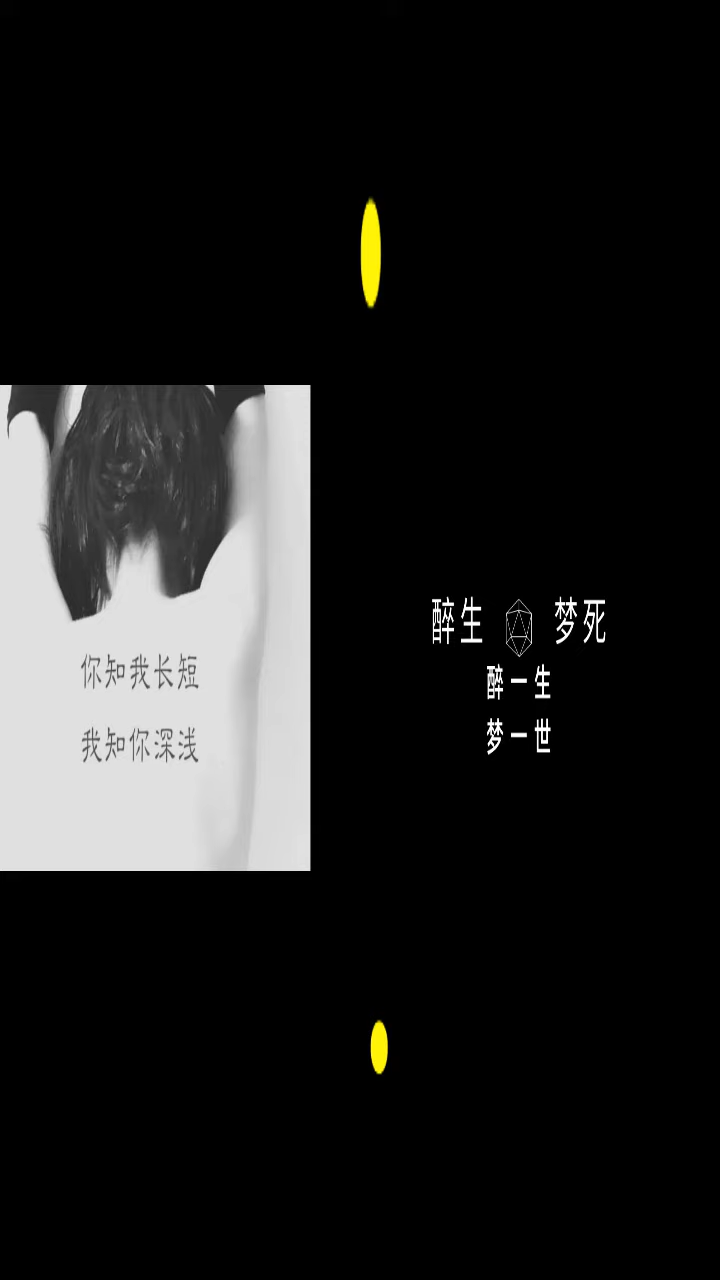 你知我长短
我知你深浅
醉生 梦死
醉一生
梦一世